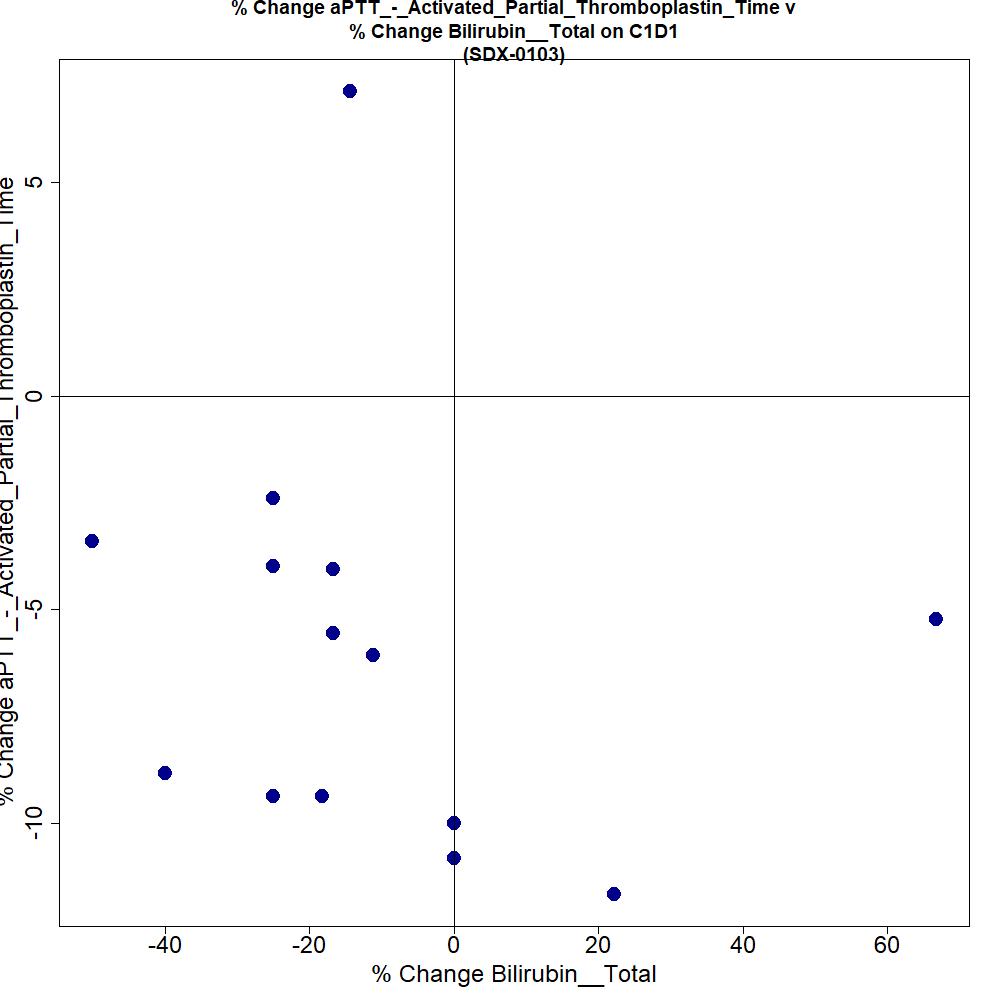 % Change aPTT_-_Activated_Partial_Thromboplastin_Time v
% Change Bilirubin__Total on C1D1
(SDX-0103)
% Change aPTT_-_Activated_Partial_Thromboplastin_Time
5
0
-5
-10
-40 -20 0 20 40 60
% Change Bilirubin__Total